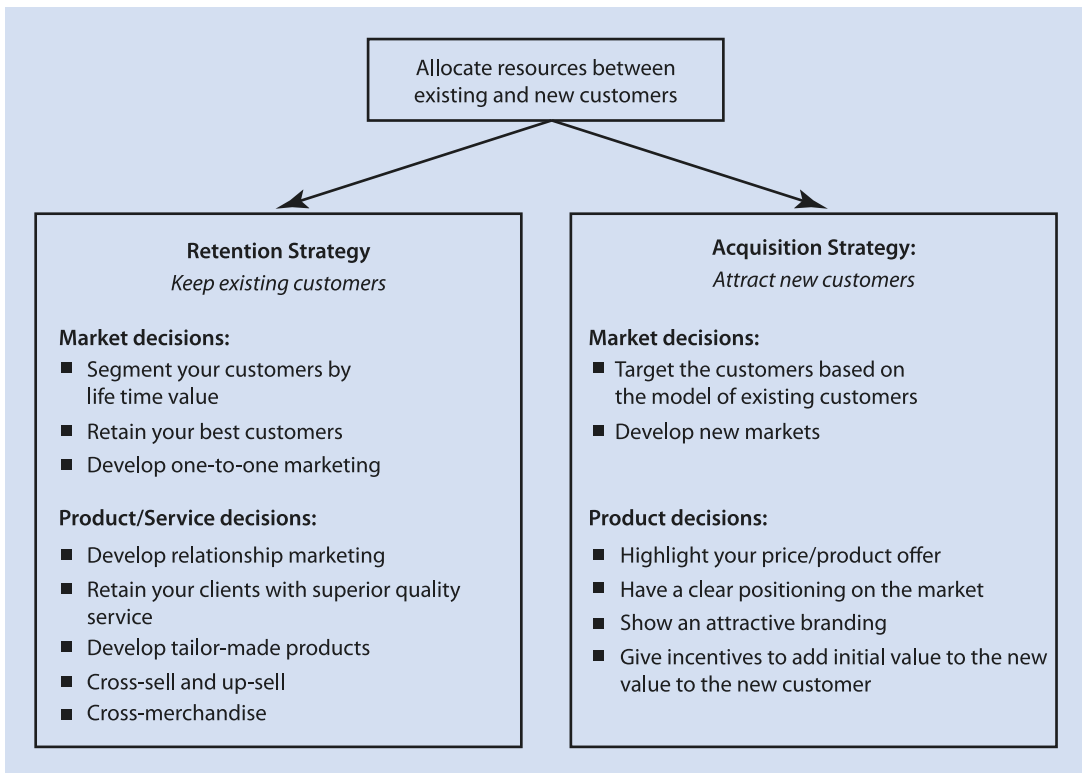 Allocate resources between
existing and new customers
Retention Strategy
Keep existing customers
Market decisions:
■ Segment your customers by
life time value
■ Retain your best customers
■ Develop one-to-one marketing
Product/Service decisions:
■ Develop relationship marketing
■ Retain your clients with superior quality
service
■ Develop tailor-made products
■ Cross-sell and up-sell
■ Cross-merchandise
Acquisition Strategy:
Attract new customers
Market decisions:
■ Target the customers based on
the model of existing customers
■ Develop new markets
Product decisions:
■ Highlight your price/product offer
■ Have a clear positioning on the market
■ Show an attractive branding
■ Give incentives to add initial value to the new
value to the new customer